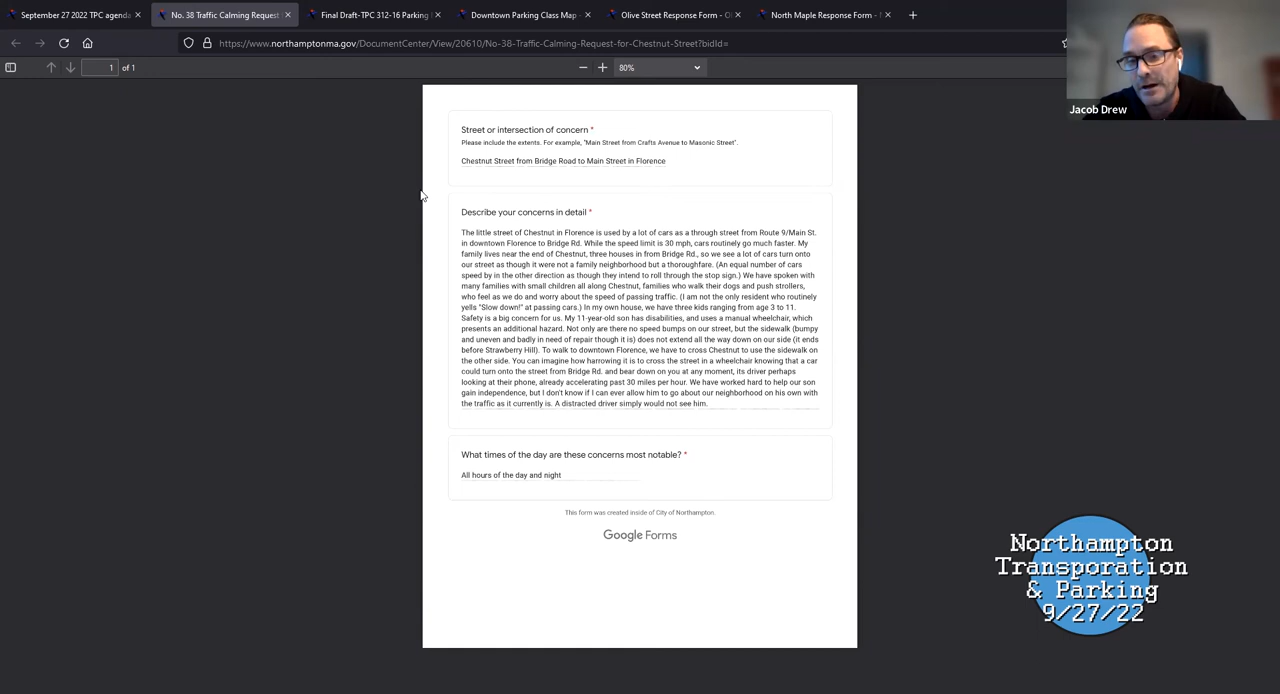 September 27 2022 TPC agenda
No. 38 Traffic Calming Request
Final Draft-TPC 312-16 Parking
Downtown Parking Class Map -
Olive Street Response Form - Ol
North Maple Response Form -
https://www.northamptonma.gov/DocumentCenter/View/20610/No-38-Traffic-Calming-Request-for-Chestnut-Street?bidId=
1 of 1
80%
Jacob Drew
Street or intersection of concern *
Please include the extents. For example, "Main Street from Crafts Avenue to Masonic Street".
Chestnut Street from Bridge Road to Main Street in Florence
Describe your concerns in detail *
The little street of Chestnut in Florence is used by a lot of cars as a through street from Route 9/Main St.
in downtown Florence to Bridge Rd. While the speed limit is 30 mph, cars routinely go much faster. My
family lives near the end of Chestnut, three houses in from Bridge Rd., so we see a lot of cars turn onto
our street as though it were not a family neighborhood but a thoroughfare. (An equal number of cars
speed by in the other direction as though they intend to roll through the stop sign.) We have spoken with
many families with small children all along Chestnut, families who walk their dogs and push strollers,
who feel as we do and worry about the speed of passing traffic. (I am not the only resident who routinely
yells "Slow down!" at passing cars.) In my own house, we have three kids ranging from age 3 to 11.
Safety is a big concern for us. My 11-year-old son has disabilities, and uses a manual wheelchair, which
presents an additional hazard. Not only are there no speed bumps on our street, but the sidewalk (bumpy
and uneven and badly in need of repair though it is) does not extend all the way down on our side (it ends
before Strawberry Hill). To walk to downtown Florence, we have to cross Chestnut to use the sidewalk on
the other side. You can imagine how harrowing it is to cross the street in a wheelchair knowing that a car
could turn onto the street from Bridge Rd. and bear down on you at any moment, its driver perhaps
looking at their phone, already accelerating past 30 miles per hour. We have worked hard to help our son
gain independence, but I don't know if I can ever allow him to go about our neighborhood on his own with
the traffic as it currently is. A distracted driver simply would not see him.
What times of the day are these concerns most notable? *
All hours of the day and night
This form was created inside of City of Northampton.
Google Forms
Northampton
Transporation
& Parking
9/27/22